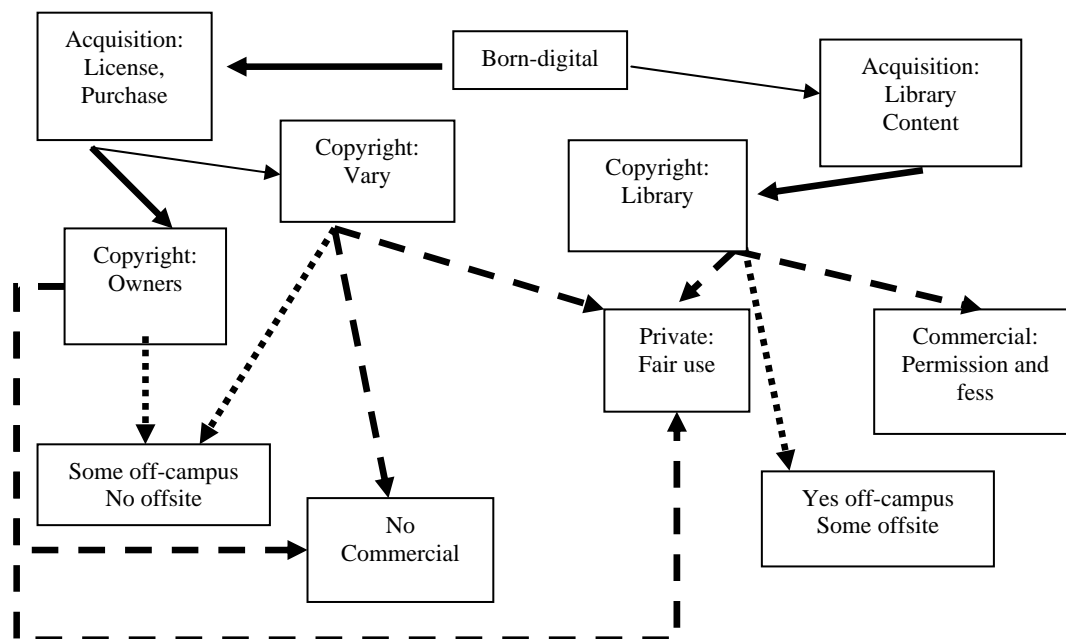 Acquisition:
License,
Purchase
Born-digital
Acquisition:
Library
Content
Copyright:
Vary
Copyright:
Library
Copyright:
Owners
Private:
Fair use
Commercial:
Permission and
fess
Some off-campus
No offsite
No
Commercial
Yes off-campus
Some offsite